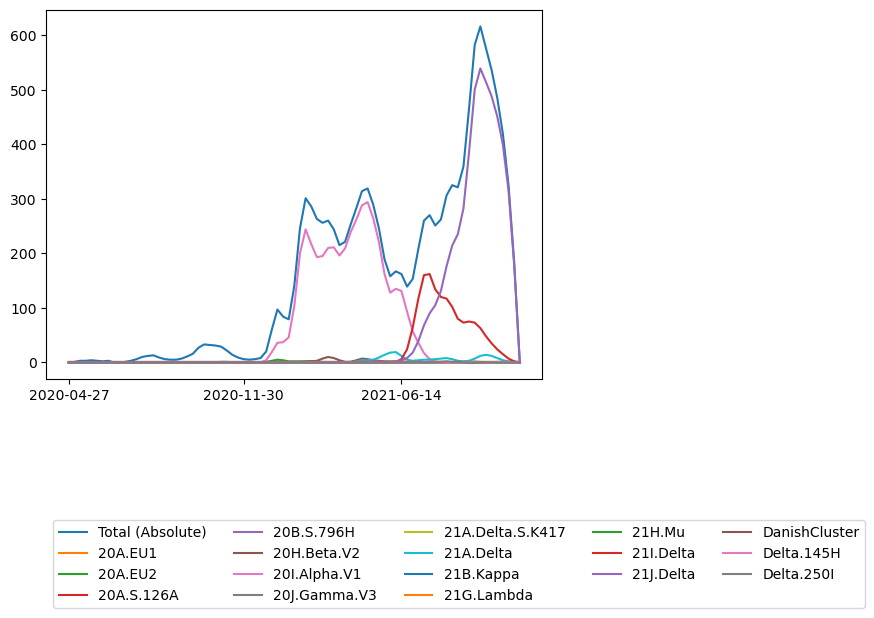 600
500
400
300
200
100
0
2020-04-27 2020-11-30 2021-06-14
Total (Absolute) 20B.S.796H 21A.Delta.S.K417 21H.Mu DanishCluster
20A.EU1 20H.Beta.V2 21A.Delta 21I.Delta Delta.145H
20A.EU2 20I.Alpha.V1 21B.Kappa 21J.Delta Delta.250I
20A.S.126A 20J.Gamma.V3 21G.Lambda